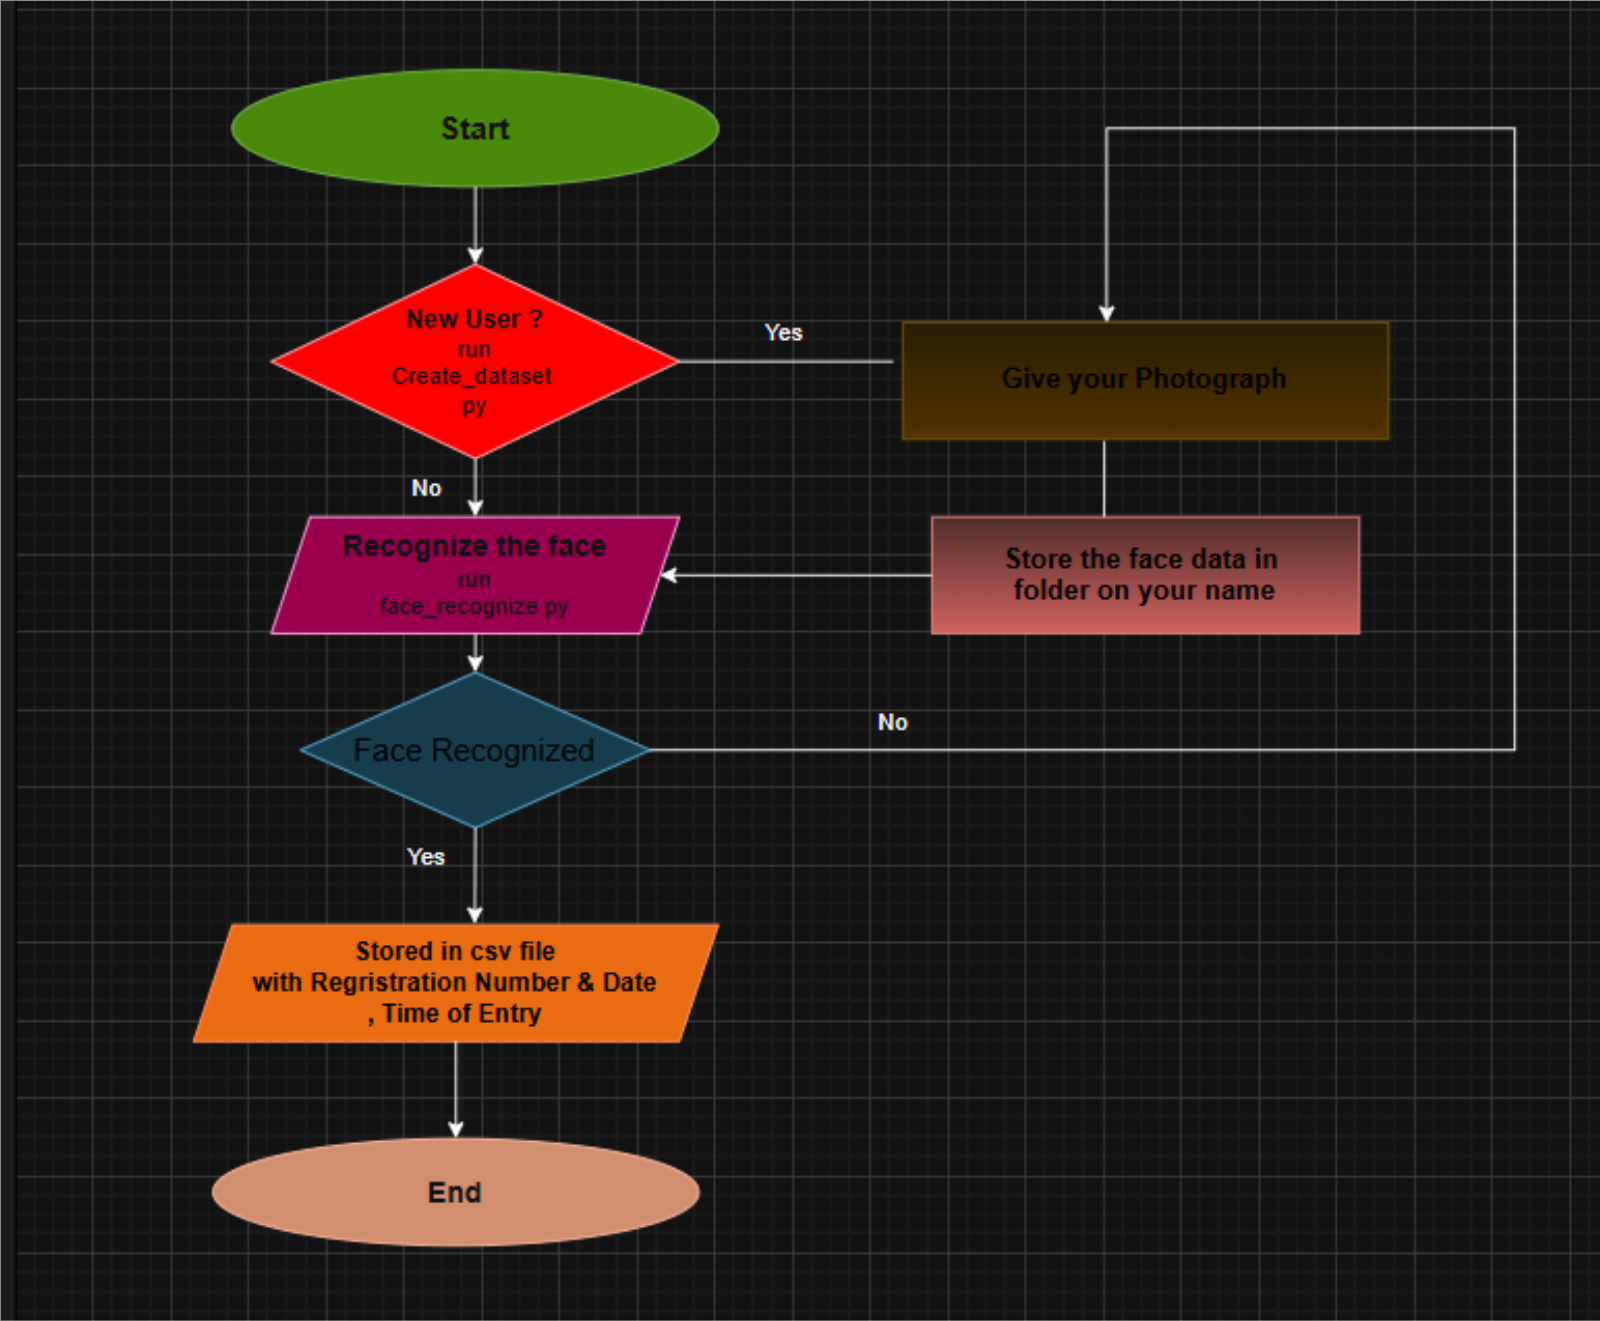 Start
New User ?
run
Create_dataset
py
Yes
Give your Photograph
No
Recognize the face
run
face_recognize py
Store the face data in
folder on your name
Face Recognized
No
Yes
Stored in csv file
with Regristration Number & Date
, Time of Entry
End